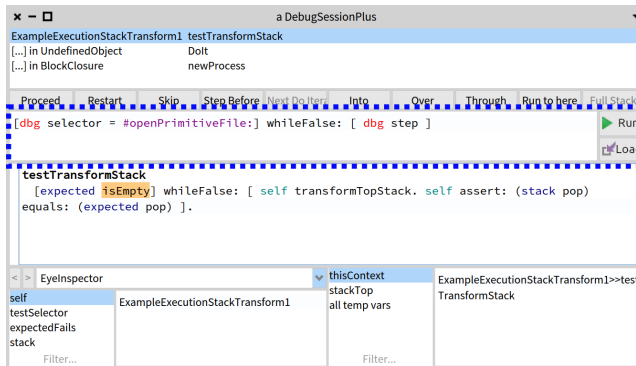 a DebugSessionPlus
ExampleExecutionStackTransform1 testTransformStack
[...] in UndefinedObject DoIt
[...] in BlockClosure newProcess
Proceed Restart Skip Step Before Next Do Itera Into Over Through Run to here Full Stack
[dbg selector = #openPrimitiveFile:] whileFalse: [ dbg step ] Run
Loa
testTransformStack
[expected isEmpty] whileFalse: [ self transformTopStack. self assert: (stack pop)
equals: (expected pop) ].
< > EyeInspector
self
testSelector
expectedFails
stack
Filter...
ExampleExecutionStackTransform1
thisContext
stackTop
all temp vars
Filter...
ExampleExecutionStackTransform1>>test
TransformStack